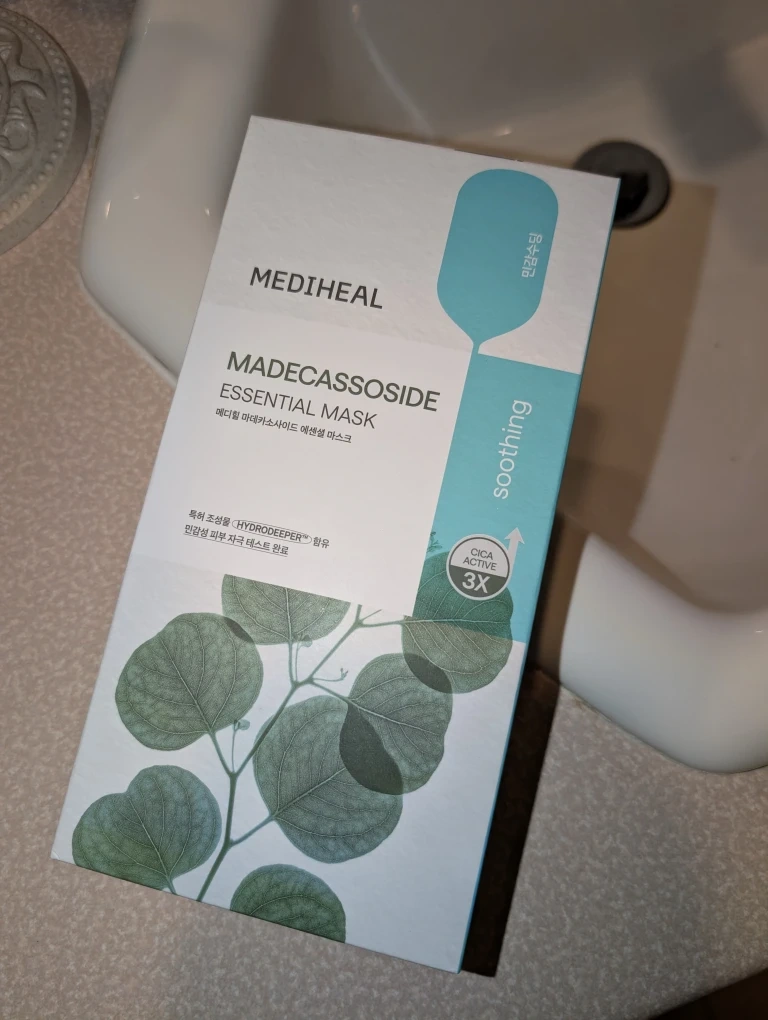 민감수딩
MEDIHEAL
MADECASSOSIDE
ESSENTIAL MASK
메디힐 마데카소사이드 에센셜 마스크
soothing
특허 조성물 HYDRODEEPER™ 함유
민감성 피부 자극 테스트 완료
CICA
ACTIVE
3X